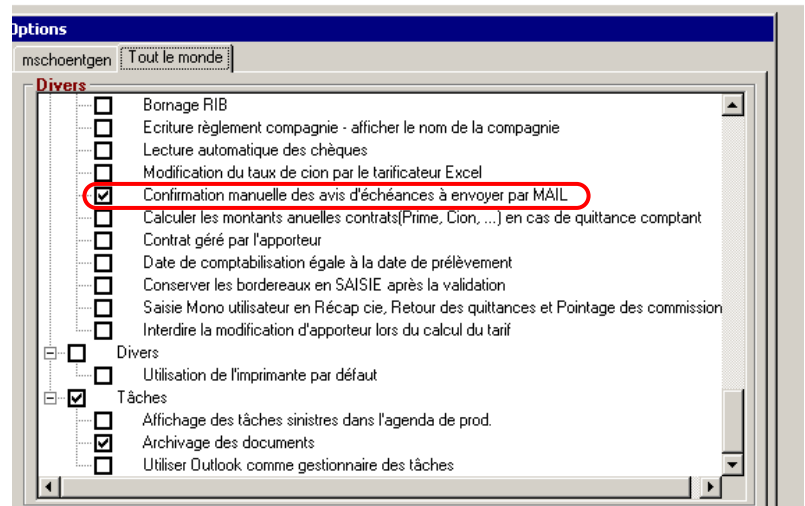 Options
mschoentgen Tout le monde
Divers
Bornage RIB
Ecriture règlement compagnie - afficher le nom de la compagnie
Lecture automatique des chèques
Modification du taux de cion par le tarificateur Excel
Confirmation manuelle des avis d'échéances à envoyer par MAIL
Calculer les montants anuelles contrats(Prime, Cion, ...) en cas de quittance comptant
Contrat géré par l'apporteur
Date de comptabilisation égale à la date de prélèvement
Conserver les bordereaux en SAISIE après la validation
Saisie Mono utilisateur en Récap cie, Retour des quittances et Pointage des commission
Interdire la modification d'apporteur lors du calcul du tarif
Divers
Utilisation de l'imprimante par défaut
Tâches
Affichage des tâches sinistres dans l'agenda de prod.
Archivage des documents
Utiliser Outlook comme gestionnaire des tâches